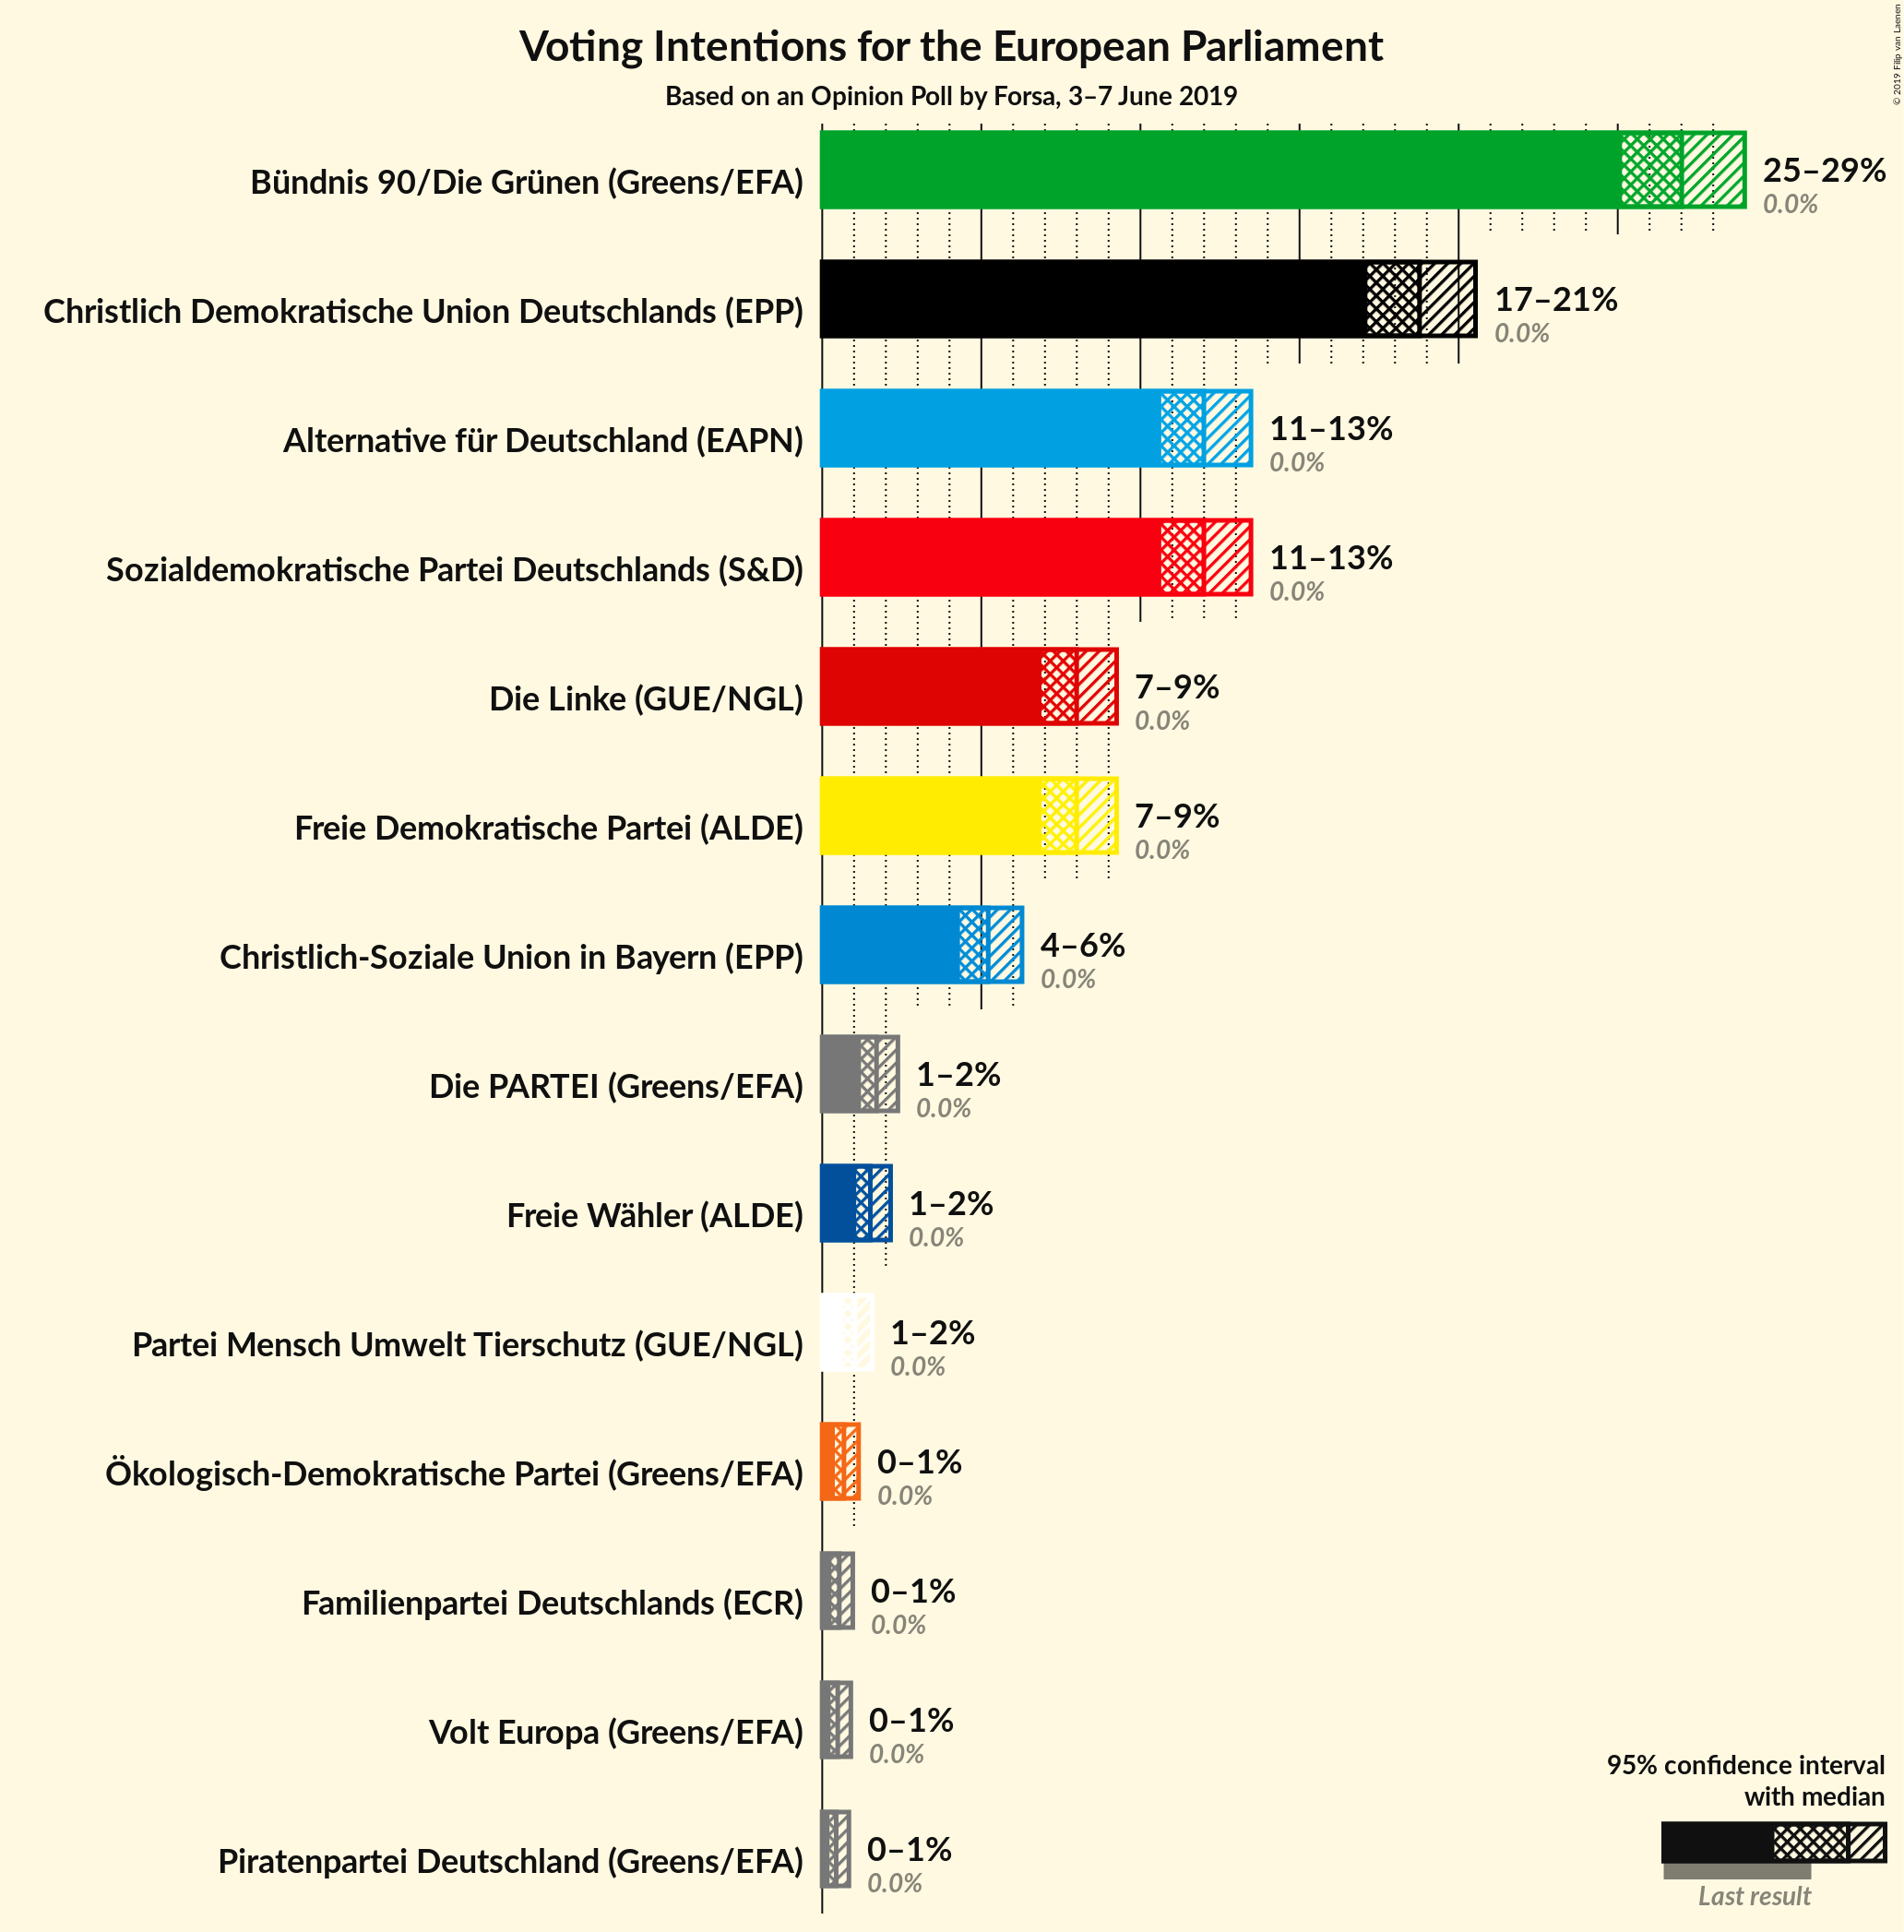 Voting Intentions for the European Parliament
Based on an Opinion Poll by Forsa, 3–7 June 2019
© 2019 Filip van Laenen
Bündnis 90/Die Grünen (Greens/EFA)
25–29%
0.0%
Christlich Demokratische Union Deutschlands (EPP)
17–21%
0.0%
Alternative für Deutschland (EAPN)
11–13%
0.0%
Sozialdemokratische Partei Deutschlands (S&D)
11–13%
0.0%
Die Linke (GUE/NGL)
7–9%
0.0%
Freie Demokratische Partei (ALDE)
7–9%
0.0%
Christlich-Soziale Union in Bayern (EPP)
4–6%
0.0%
Die PARTEI (Greens/EFA)
1–2%
0.0%
Freie Wähler (ALDE)
1–2%
0.0%
Partei Mensch Umwelt Tierschutz (GUE/NGL)
1–2%
0.0%
Ökologisch-Demokratische Partei (Greens/EFA)
0–1%
0.0%
Familienpartei Deutschlands (ECR)
0–1%
0.0%
Volt Europa (Greens/EFA)
0–1%
0.0%
Piratenpartei Deutschland (Greens/EFA)
0–1%
0.0%
95% confidence interval
with median
Last result